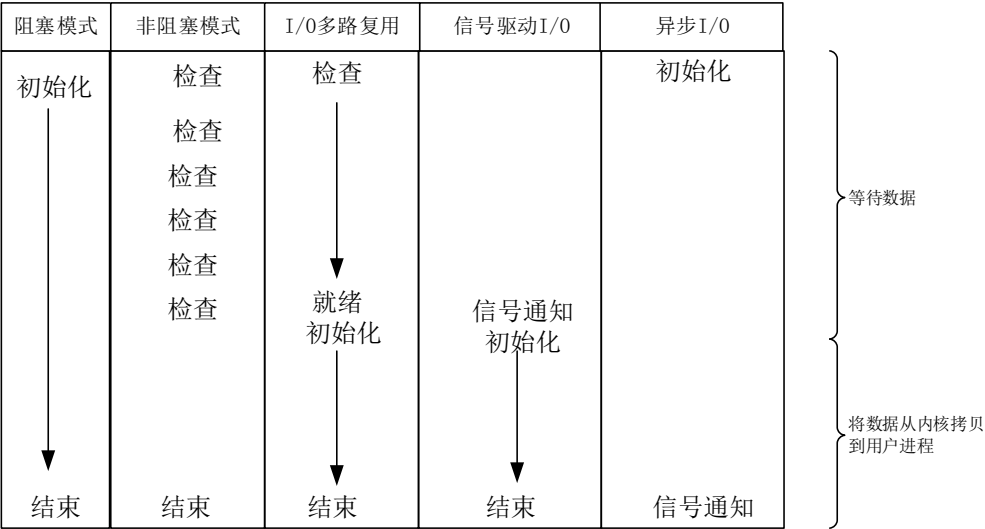 阻塞模式
非阻塞模式
I/O多路复用
信号驱动I/O
异步I/O
初始化
检查
检查
初始化
检查
检查
检查
检查
检查
就绪
初始化
信号通知
初始化
结束
结束
结束
结束
信号通知
等待数据
将数据从内核拷贝
到用户进程